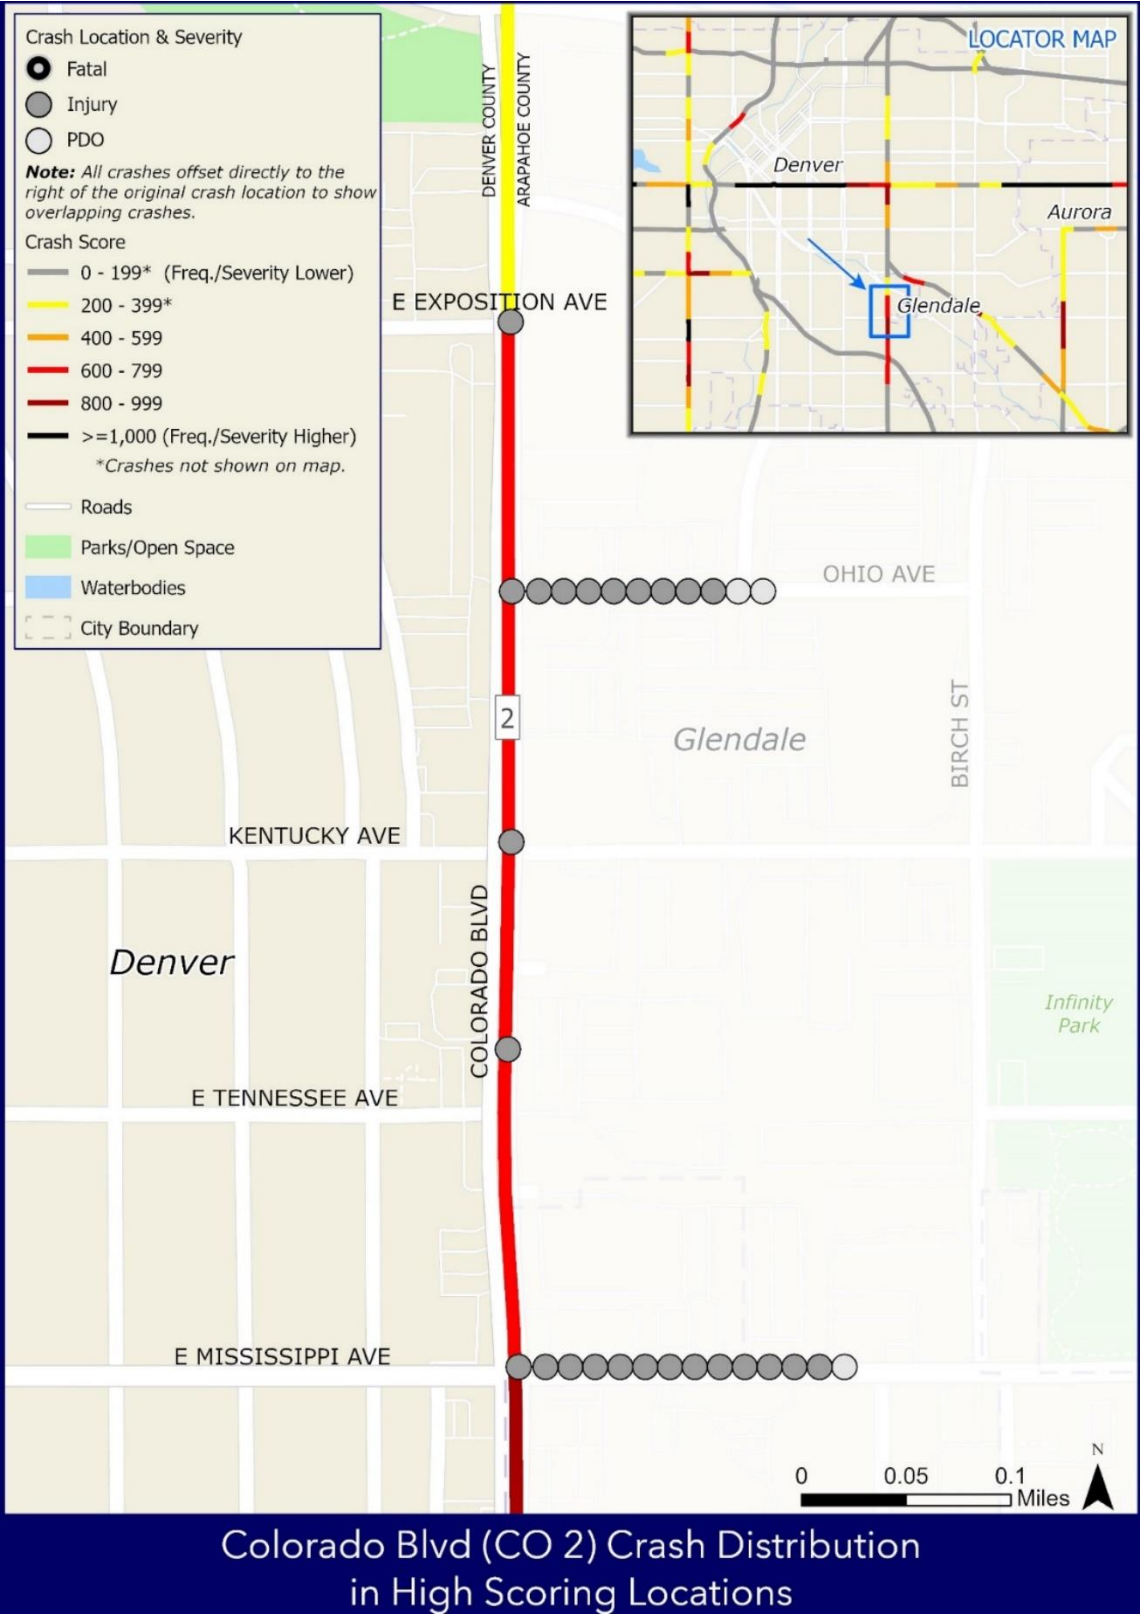 Crash Location & Severity
Fatal
Injury
PDO
Note: All crashes offset directly to the
right of the original crash location to show
overlapping crashes.
Crash Score
0 - 199* (Freq./Severity Lower)
200 - 399*
400 - 599
600 - 799
800 - 999
>=1,000 (Freq./Severity Higher)
*Crashes not shown on map.
Roads
Parks/Open Space
Waterbodies
City Boundary
DENVER COUNTY
ARAPAHOE COUNTY
LOCATOR MAP
Denver
Aurora
Glendale
E EXPOSITION AVE
OHIO AVE
2
Glendale
BIRCH ST
KENTUCKY AVE
COLORADO BLVD
Denver
Infinity
Park
E TENNESSEE AVE
E MISSISSIPPI AVE
N
0 0.05 0.1
Miles
Colorado Blvd (CO 2) Crash Distribution
in High Scoring Locations